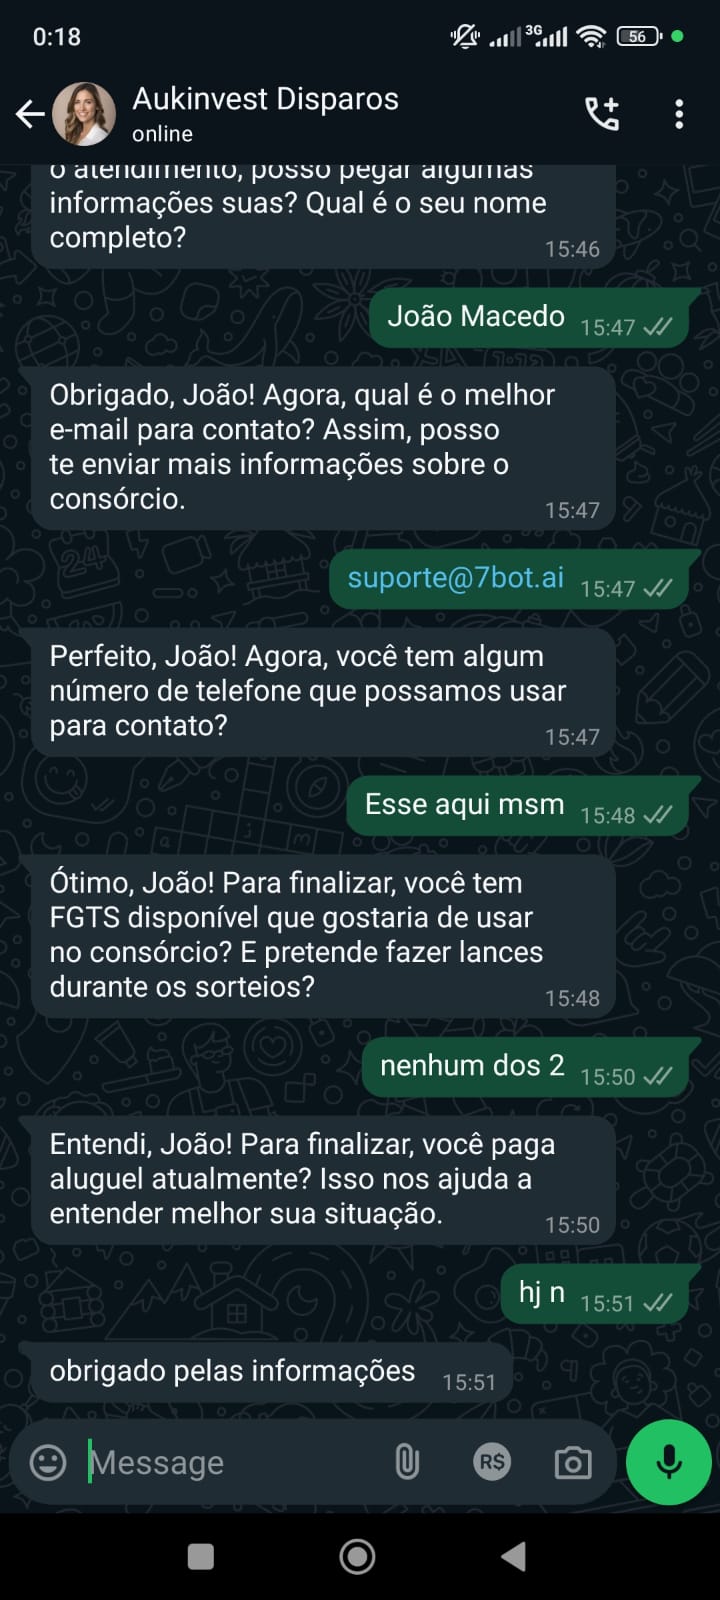 0:18
3G
56
Aukinvest Disparos
online
o atendimento, posso pegar algumas
informações suas? Qual é o seu nome
completo?
15:46
João Macedo 15:47
Obrigado, João! Agora, qual é o melhor
e-mail para contato? Assim, posso
te enviar mais informações sobre o
consórcio.
15:47
suporte@7bot.ai 15:47
Perfeito, João! Agora, você tem algum
número de telefone que possamos usar
para contato?
15:47
Esse aqui msm 15:48
Ótimo, João! Para finalizar, você tem
FGTS disponível que gostaria de usar
no consórcio? E pretende fazer lances
durante os sorteios?
15:48
nenhum dos 2 15:50
Entendi, João! Para finalizar, você paga
aluguel atualmente? Isso nos ajuda a
entender melhor sua situação.
15:50
hj n 15:51
obrigado pelas informações 15:51
Message
R$